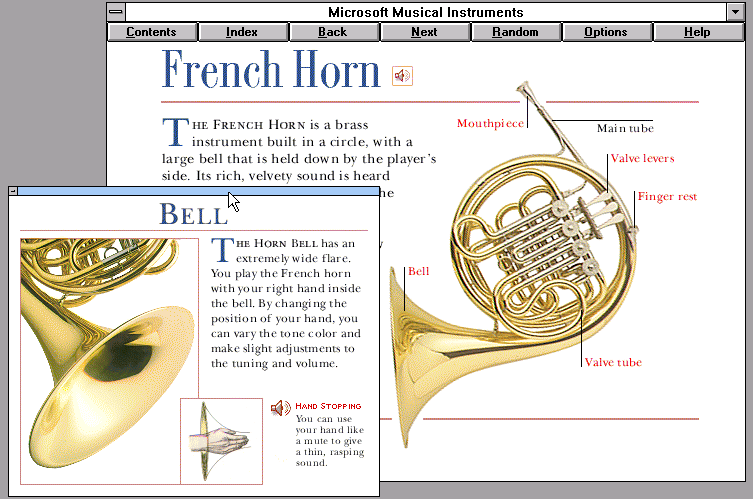 Microsoft Musical Instruments
Contents Index Back Next Random Options Help
French Horn
THE FRENCH HORN is a brass
instrument built in a circle, with a
large bell that is held down by the player's
side. Its rich, velvety sound is heard
Mouthpiece
Main tube
Valve levers
Finger rest
Bell
Valve tube
BELL
THE HORN BELL has an
extremely wide flare.
You play the French horn
with your right hand inside
the bell. By changing the
position of your hand, you
can vary the tone color and
make slight adjustments to
the tuning and volume.
HAND STOPPING
You can use
your hand like
a mute to give
a thin, rasping
sound.